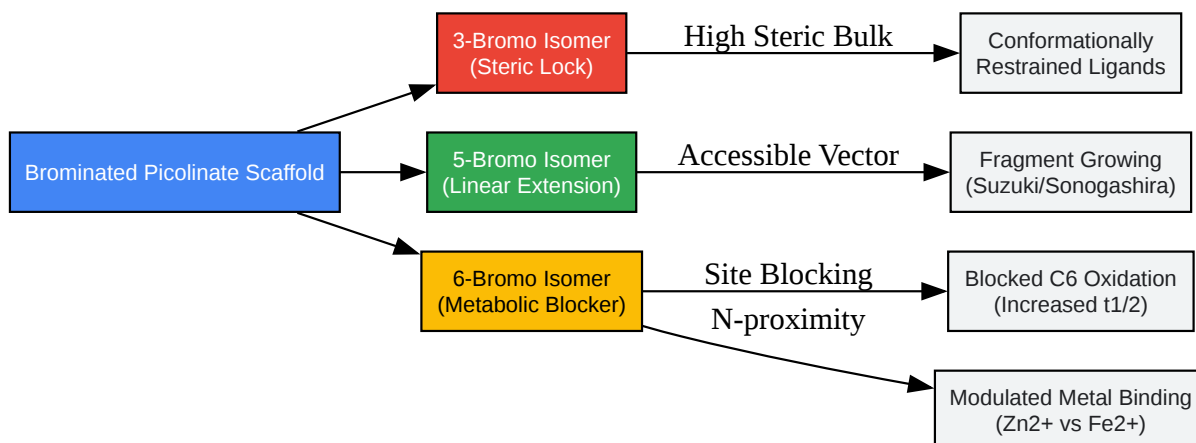 3-Bromo Isomer
(Steric Lock)
High Steric Bulk
Conformationally
Restrained Ligands
Brominated Picolinate Scaffold
5-Bromo Isomer
(Linear Extension)
Accessible Vector
Fragment Growing
(Suzuki/Sonogashira)
6-Bromo Isomer
(Metabolic Blocker)
Site Blocking
N-proximity
Blocked C6 Oxidation
(Increased t1/2)
Modulated Metal Binding
(Zn2+ vs Fe2+)